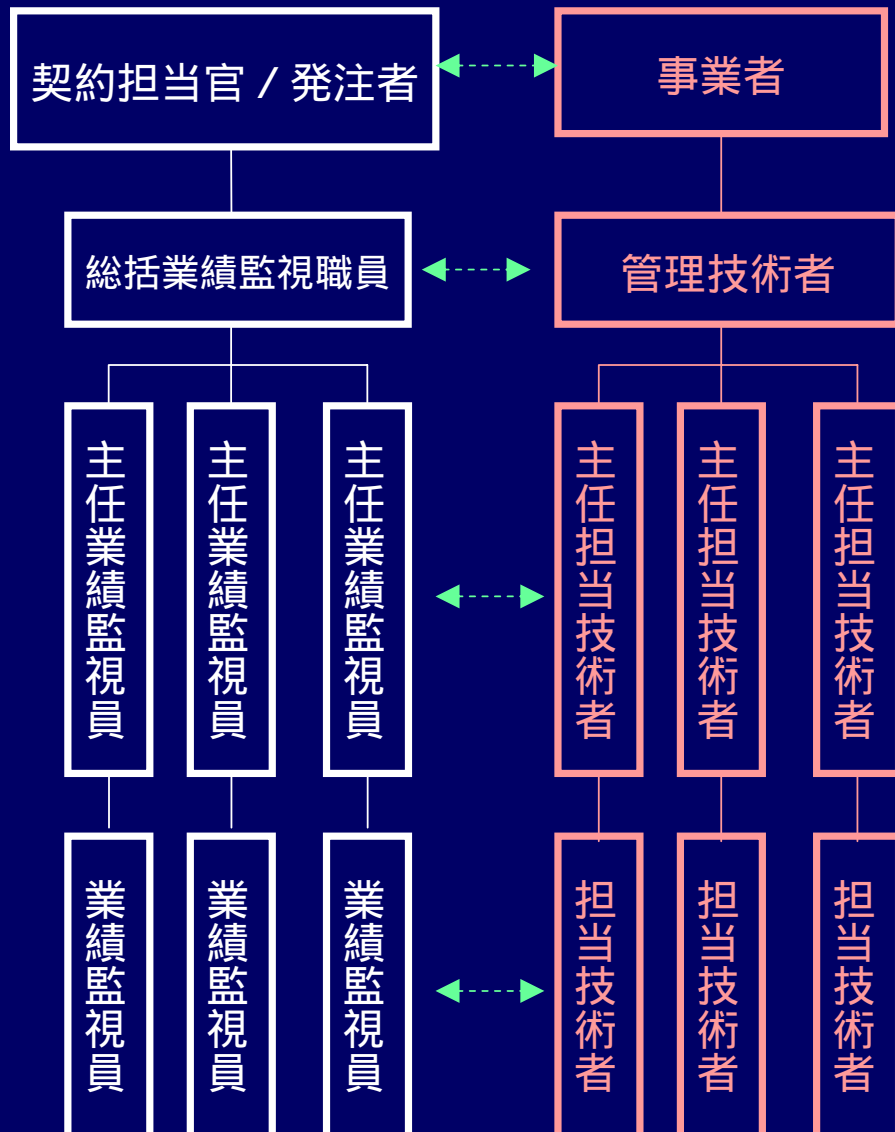 契約担当官 / 発注者
事業者
総括業績監視職員
管理技術者
主任業績監視員
主任業績監視員
主任業績監視員
主任担当技術者
主任担当技術者
主任担当技術者
業績監視員
業績監視員
業績監視員
担当技術者
担当技術者
担当技術者